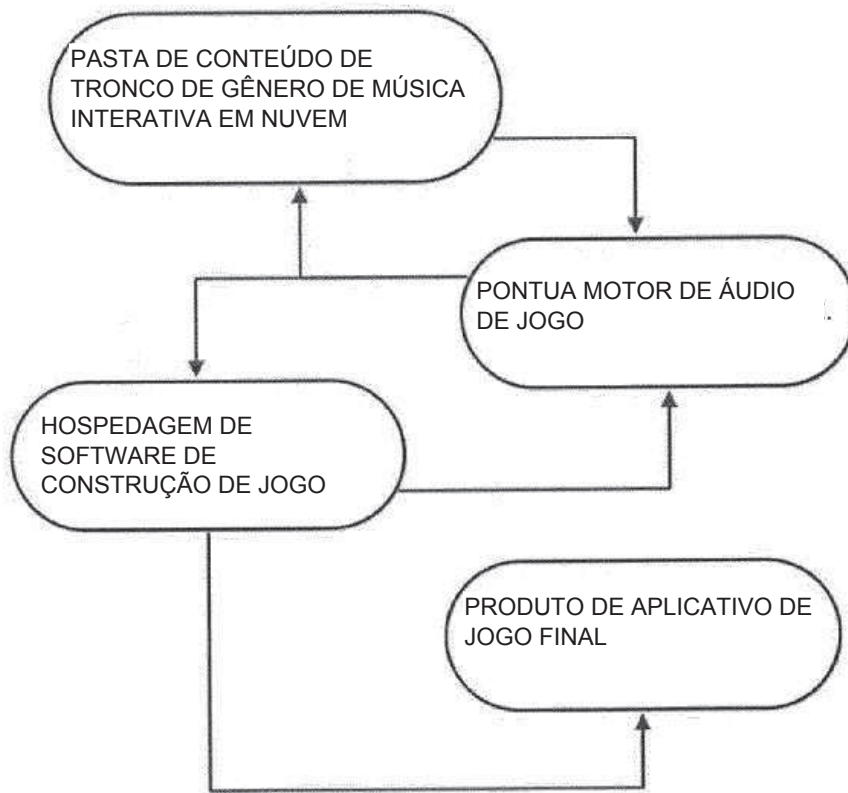 PASTA DE CONTEÚDO DE
TRONCO DE GÊNERO DE MÚSICA
INTERATIVA EM NUVEM
PONTUA MOTOR DE ÁUDIO
DE JOGO
HOSPEDAGEM DE
SOFTWARE DE
CONSTRUÇÃO DE JOGO
PRODUTO DE APLICATIVO DE
JOGO FINAL